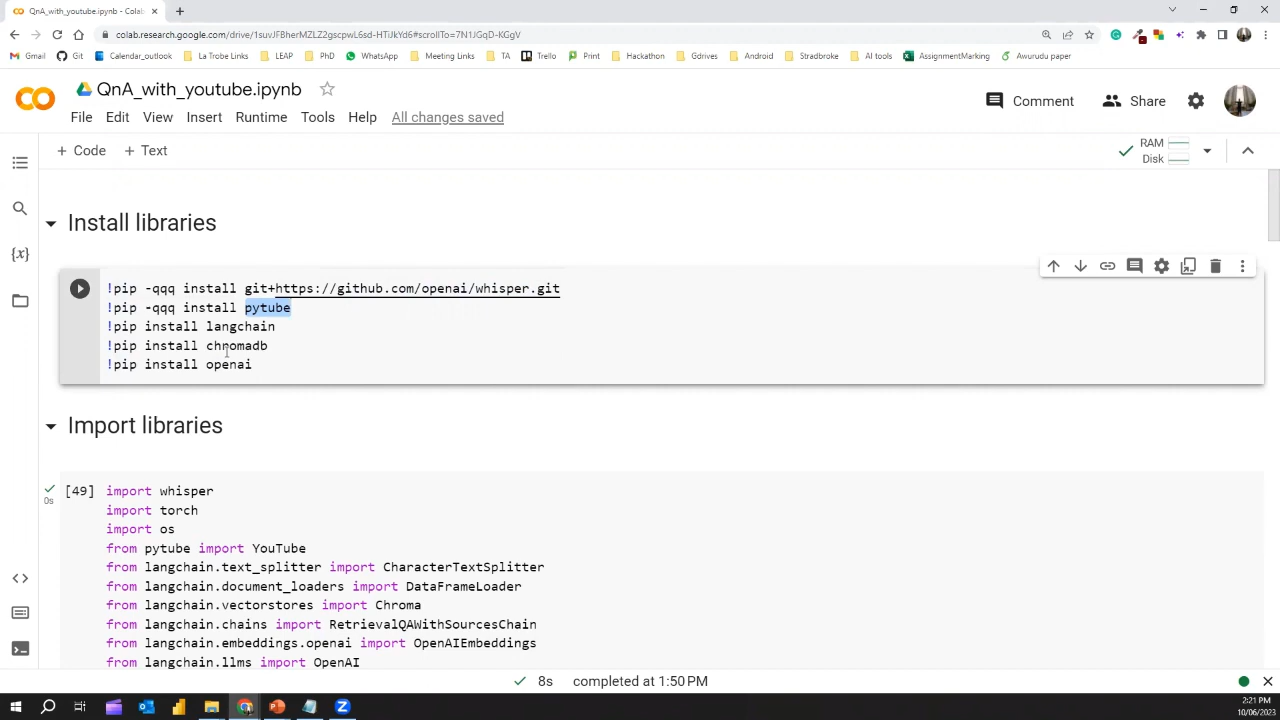 QnA_with_youtube.ipynb - Colab
colab.research.google.com/drive/1suvJFBherMZLZ2gscpwL6sd-HTiJkYd6#scrollTo=7N1JGqD-KGgV
Gmail Git Calendar_outlook La Trobe Links LEAP PhD WhatsApp Meeting Links TA Trello Print Hackathon Gdrives Android Stradbroke AI tools AssignmentMarking Awurudu paper
QnA_with_youtube.ipynb
Comment Share
File Edit View Insert Runtime Tools Help All changes saved
+ Code + Text
RAM
Disk
Install libraries
!pip -qqq install git+https://github.com/openai/whisper.git
!pip -qqq install pytube
!pip install langchain
!pip install chromadb
!pip install openai
Import libraries
[49] import whisper
0s
import torch
import os
from pytube import YouTube
from langchain.text_splitter import CharacterTextSplitter
from langchain.document_loaders import DataFrameLoader
from langchain.vectorstores import Chroma
from langchain.chains import RetrievalQAWithSourcesChain
from langchain.embeddings.openai import OpenAIEmbeddings
from langchain.llms import OpenAI
8s completed at 1:50 PM
2:21 PM
10/06/2023